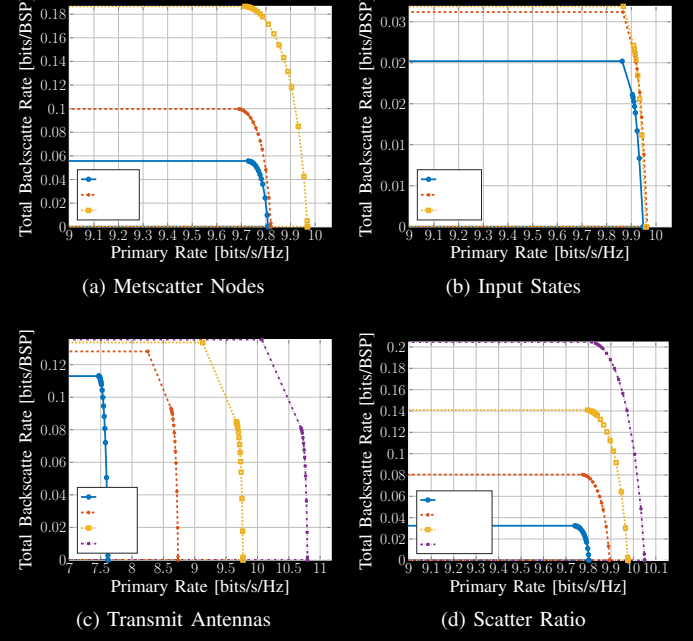 Total Backscatte Rate [bits/BSP]
0.18
0.16
0.14
0.12
0.1
0.08
0.06
0.04
0.02
0
9 9.1 9.2 9.3 9.4 9.5 9.6 9.7 9.8 9.9 10
Primary Rate [bits/s/Hz]
(a) Metscatter Nodes
Total Backscatte Rate [bits/BSP]
0.03
0.02
0.02
0.01
0.01
0
9 9.1 9.2 9.3 9.4 9.5 9.6 9.7 9.8 9.9 10
Primary Rate [bits/s/Hz]
(b) Input States
Total Backscatte Rate [bits/BSP]
0.12
0.1
0.08
0.06
0.04
0.02
0
7 7.5 8 8.5 9 9.5 10 10.5 11
Primary Rate [bits/s/Hz]
(c) Transmit Antennas
Total Backscatte Rate [bits/BSP]
0.2
0.18
0.16
0.14
0.12
0.1
0.08
0.06
0.04
0.02
0
9 9.1 9.2 9.3 9.4 9.5 9.6 9.7 9.8 9.9 10 10.1
Primary Rate [bits/s/Hz]
(d) Scatter Ratio